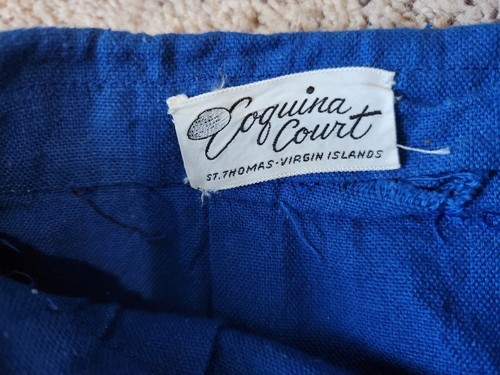 Coquina
Court
ST. THOMAS - VIRGIN ISLANDS